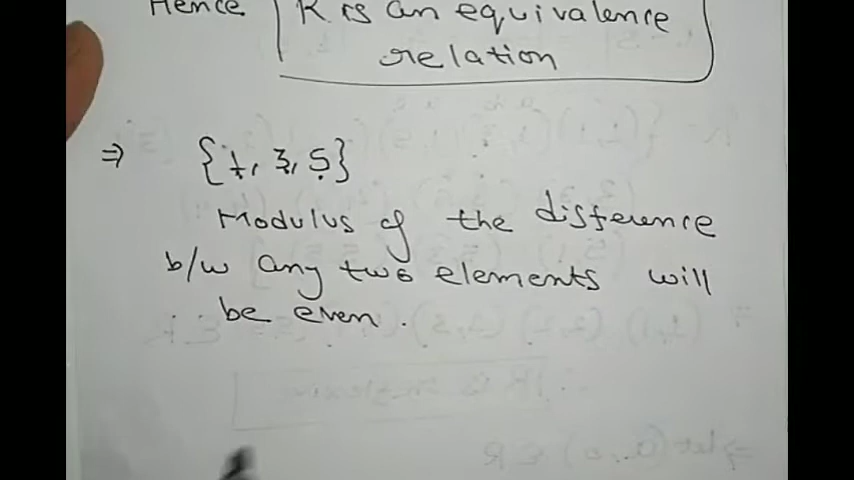 Hence R is an equivalence
relation
⇒ {1, 3, 5}
Modulus of the difference
b/w any two elements will
be even.